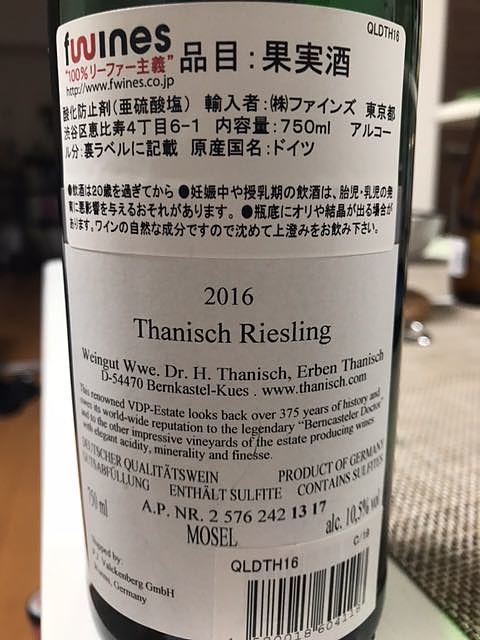 QLDTH16
fwines
"100%リーファー主義"
http://www.fwines.co.jp
品目：果実酒
酸化防止剤（亜硫酸塩） 輸入者：㈱ファインズ 東京都
渋谷区恵比寿4丁目6-1 内容量：750ml アルコー
ル分：裏ラベルに記載 原産国名：ドイツ
●飲酒は20歳を過ぎてから ●妊娠中や授乳期の飲酒は、胎児・乳児の発
育に悪影響を与えるおそれがあります。 ●瓶底にオリや結晶が出る場合が
ありますが、ワインの自然な成分ですので沈めて上澄みをお飲み下さい。
2016
Thanisch Riesling
Weingut Wwe. Dr. H. Thanisch, Erben Thanisch
D-54470 Bernkastel-Kues . www.thanisch.com
This renowned VDP-Estate looks back over 375 years of history and
owes its world-wide reputation to the legendary "Berncasteler Doctor"
and to the other impressive vineyards of the estate producing wines
with elegant acidity, minerality and finesse.
DEUTSCHER QUALITÄTSWEIN PRODUCT OF GERMANY
GUTSABFÜLLUNG ENTHÄLT SULFITE CONTAINS SULFITES
750 ml A.P. NR. 2 576 242 13 17 alc. 10,5% vol
MOSEL
c/16
Shipped by:
P.J. Valckenberg GmbH
Worms, Germany
QLDTH16